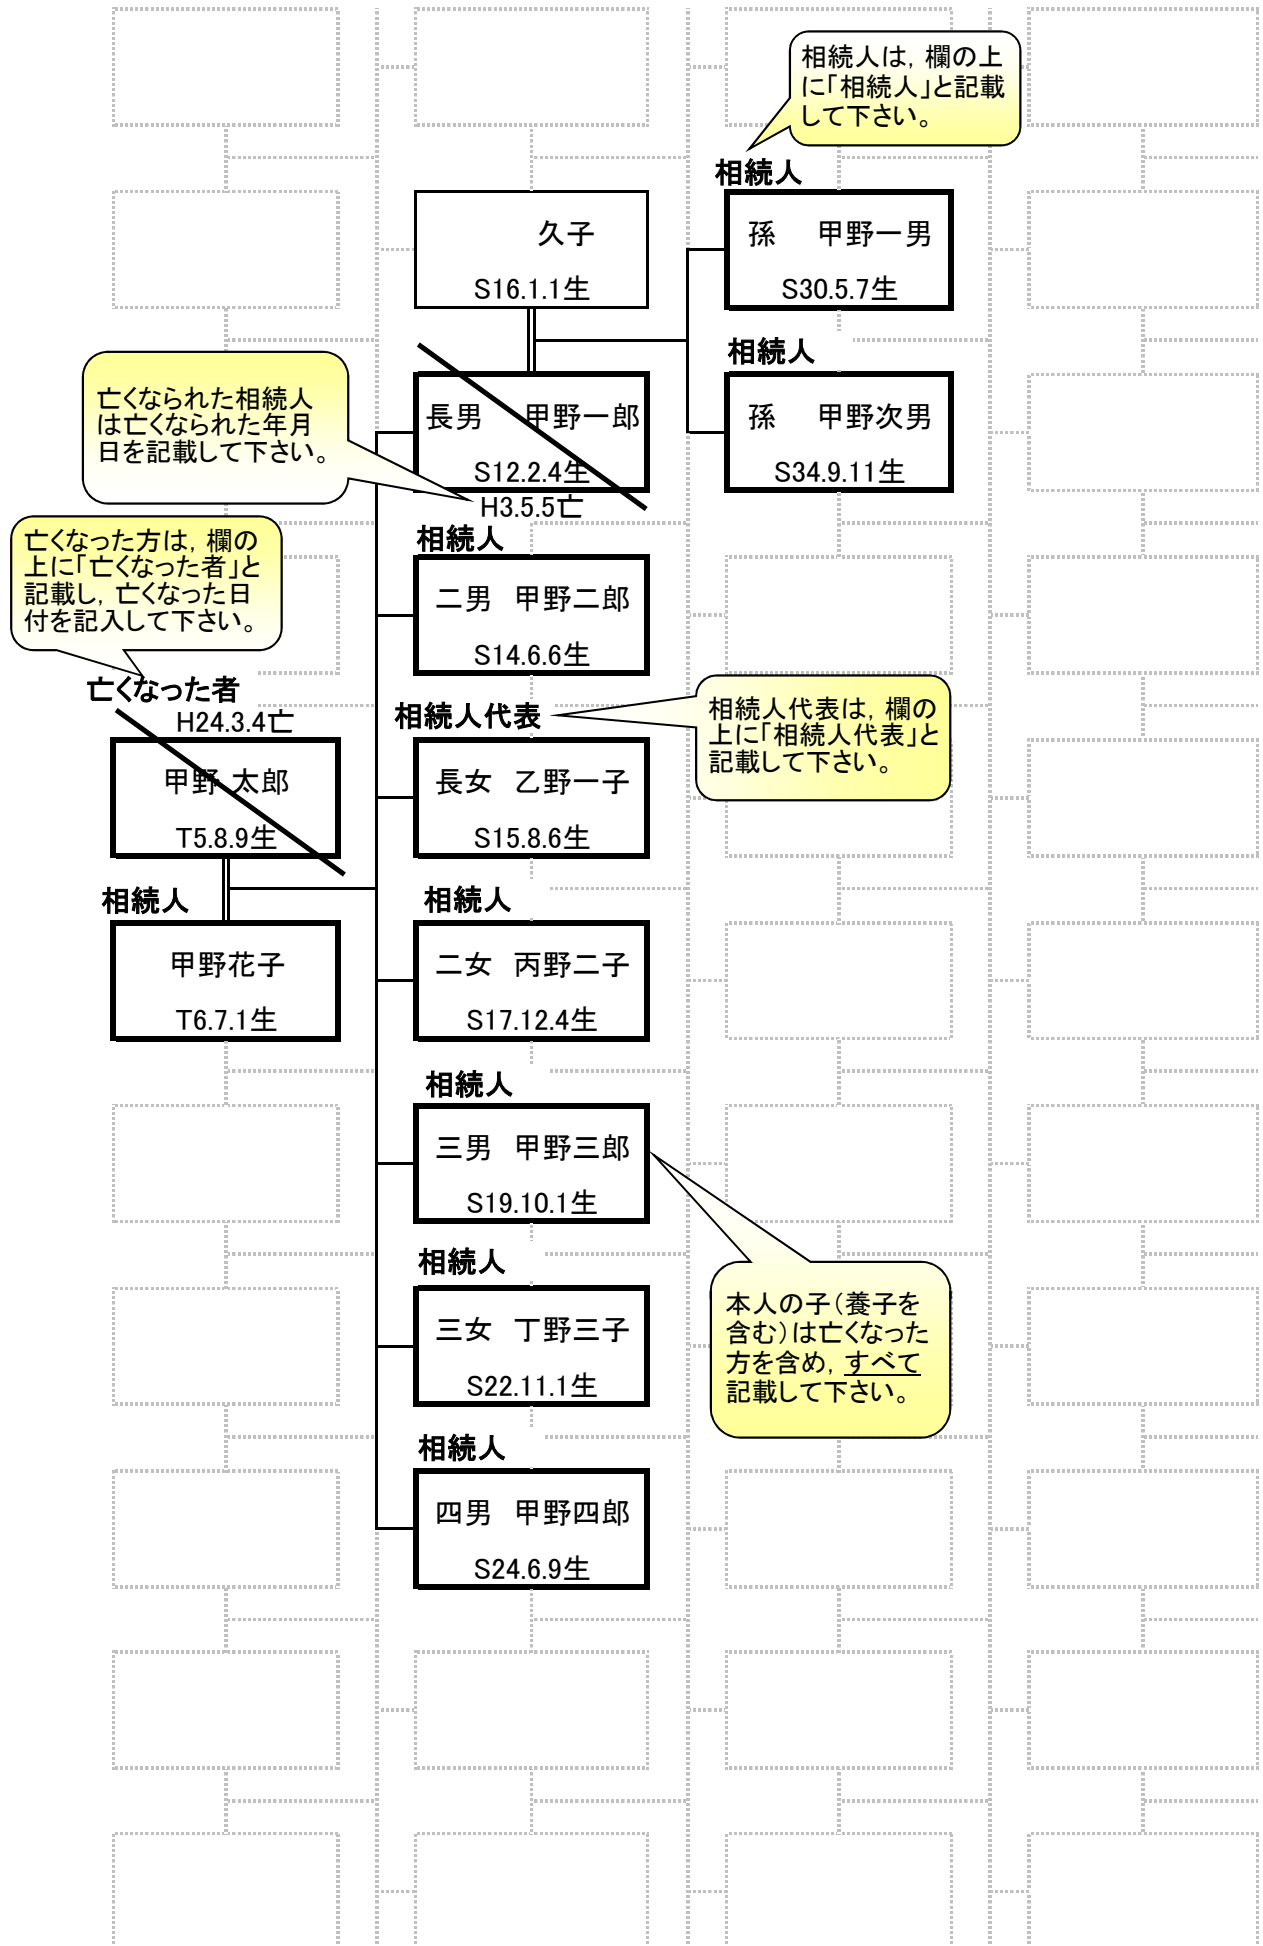 相続人は，欄の上
に「相続人」と記載
して下さい。
相続人
久子
S16.1.1生
孫　甲野一男
S30.5.7生
相続人
亡くなられた相続人
は亡くなられた年月
日を記載して下さい。
長男　甲野一郎
S12.2.4生
H3.5.5亡
孫　甲野次男
S34.9.11生
亡くなった方は，欄の
上に「亡くなった者」と
記載し，亡くなった日
付を記入して下さい。
相続人
二男　甲野二郎
S14.6.6生
亡くなった者
H24.3.4亡
甲野 太郎
T5.8.9生
相続人代表
相続人代表は，欄の
上に「相続人代表」と
記載して下さい。
長女　乙野一子
S15.8.6生
相続人
甲野花子
T6.7.1生
相続人
二女　丙野二子
S17.12.4生
相続人
三男　甲野三郎
S19.10.1生
相続人
三女　丁野三子
S22.11.1生
本人の子（養子を
含む）は亡くなった
方を含め，すべて
記載して下さい。
相続人
四男　甲野四郎
S24.6.9生